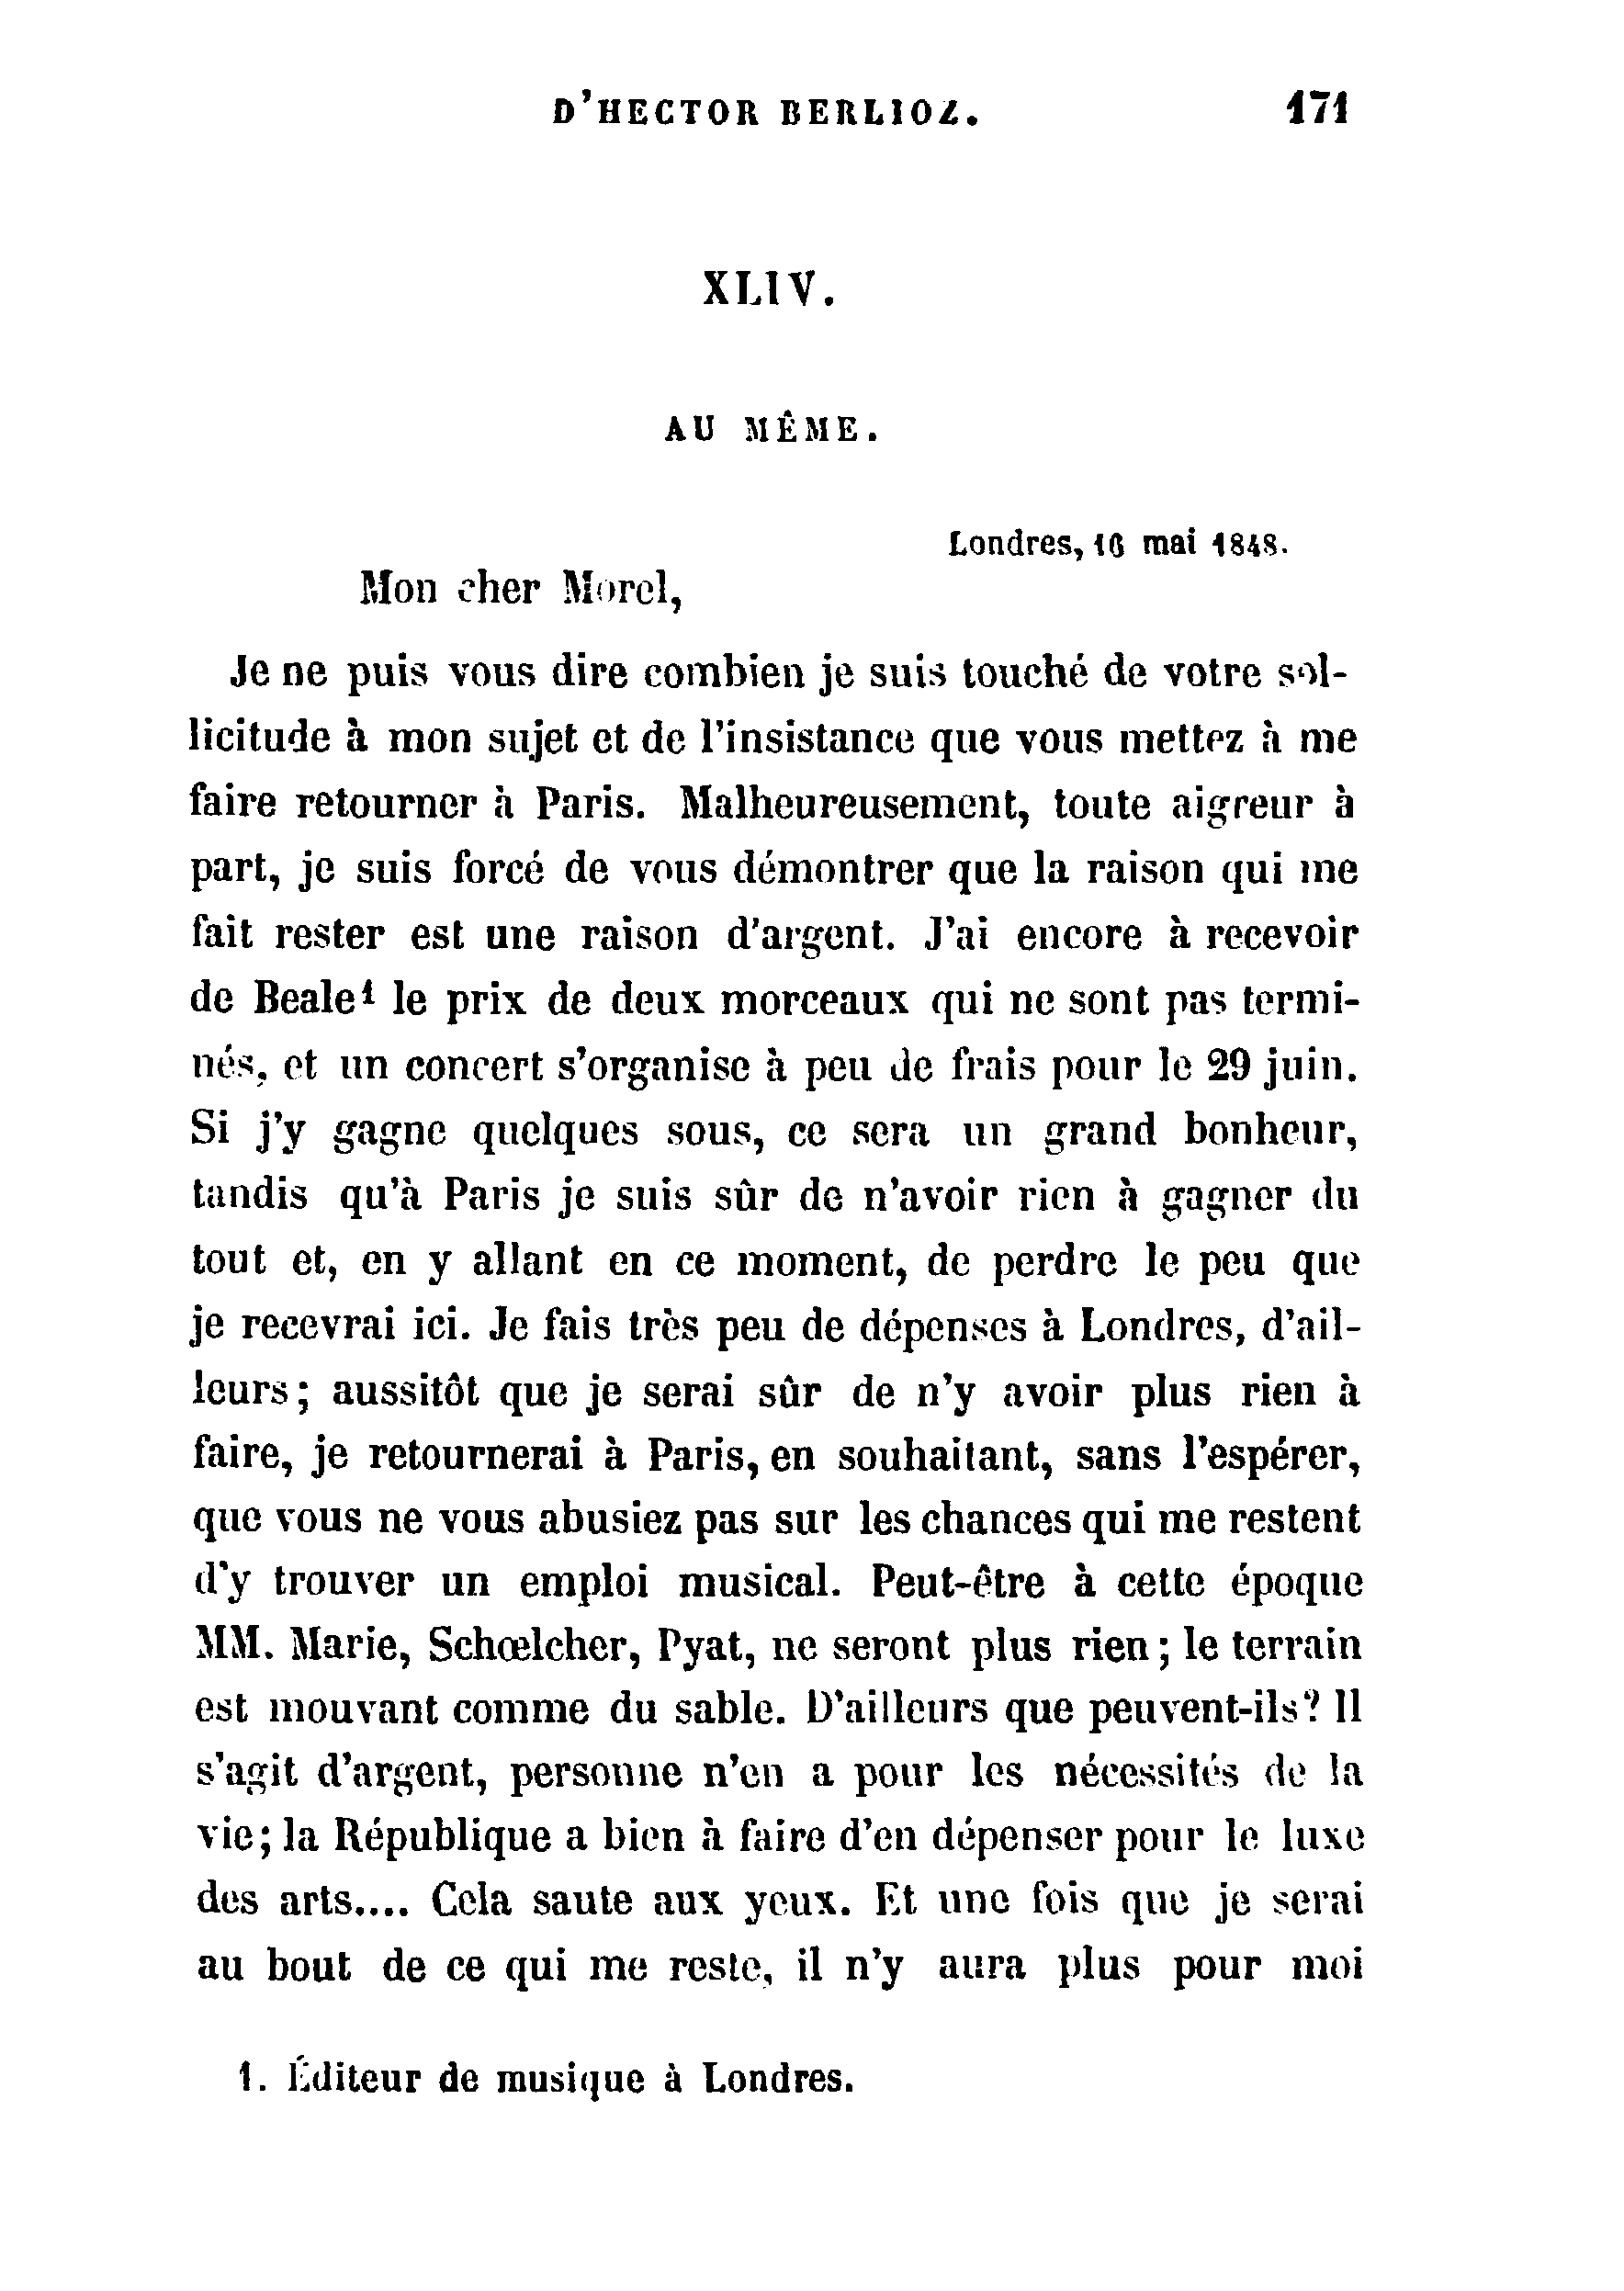 D'HECTOR BERLIOZ. 171
XLIV.
AU MÊME.
Londres, 16 mai 1848.
Mon cher Morel,
Je ne puis vous dire combien je suis touché de votre sol-
licitude à mon sujet et de l'insistance que vous mettez à me
faire retourner à Paris. Malheureusement, toute aigreur à
part, je suis forcé de vous démontrer que la raison qui me
fait rester est une raison d'argent. J'ai encore à recevoir
de Beale¹ le prix de deux morceaux qui ne sont pas termi-
nés, et un concert s'organise à peu de frais pour le 29 juin.
Si j'y gagne quelques sous, ce sera un grand bonheur,
tandis qu'à Paris je suis sûr de n'avoir rien à gagner du
tout et, en y allant en ce moment, de perdre le peu que
je recevrai ici. Je fais très peu de dépenses à Londres, d'ail-
leurs; aussitôt que je serai sûr de n'y avoir plus rien à
faire, je retournerai à Paris, en souhaitant, sans l'espérer,
que vous ne vous abusiez pas sur les chances qui me restent
d'y trouver un emploi musical. Peut-être à cette époque
MM. Marie, Schœlcher, Pyat, ne seront plus rien; le terrain
est mouvant comme du sable. D'ailleurs que peuvent-ils? Il
s'agit d'argent, personne n'en a pour les nécessités de la
vie; la République a bien à faire d'en dépenser pour le luxe
des arts.... Cela saute aux yeux. Et une fois que je serai
au bout de ce qui me reste, il n'y aura plus pour moi
1. Éditeur de musique à Londres.